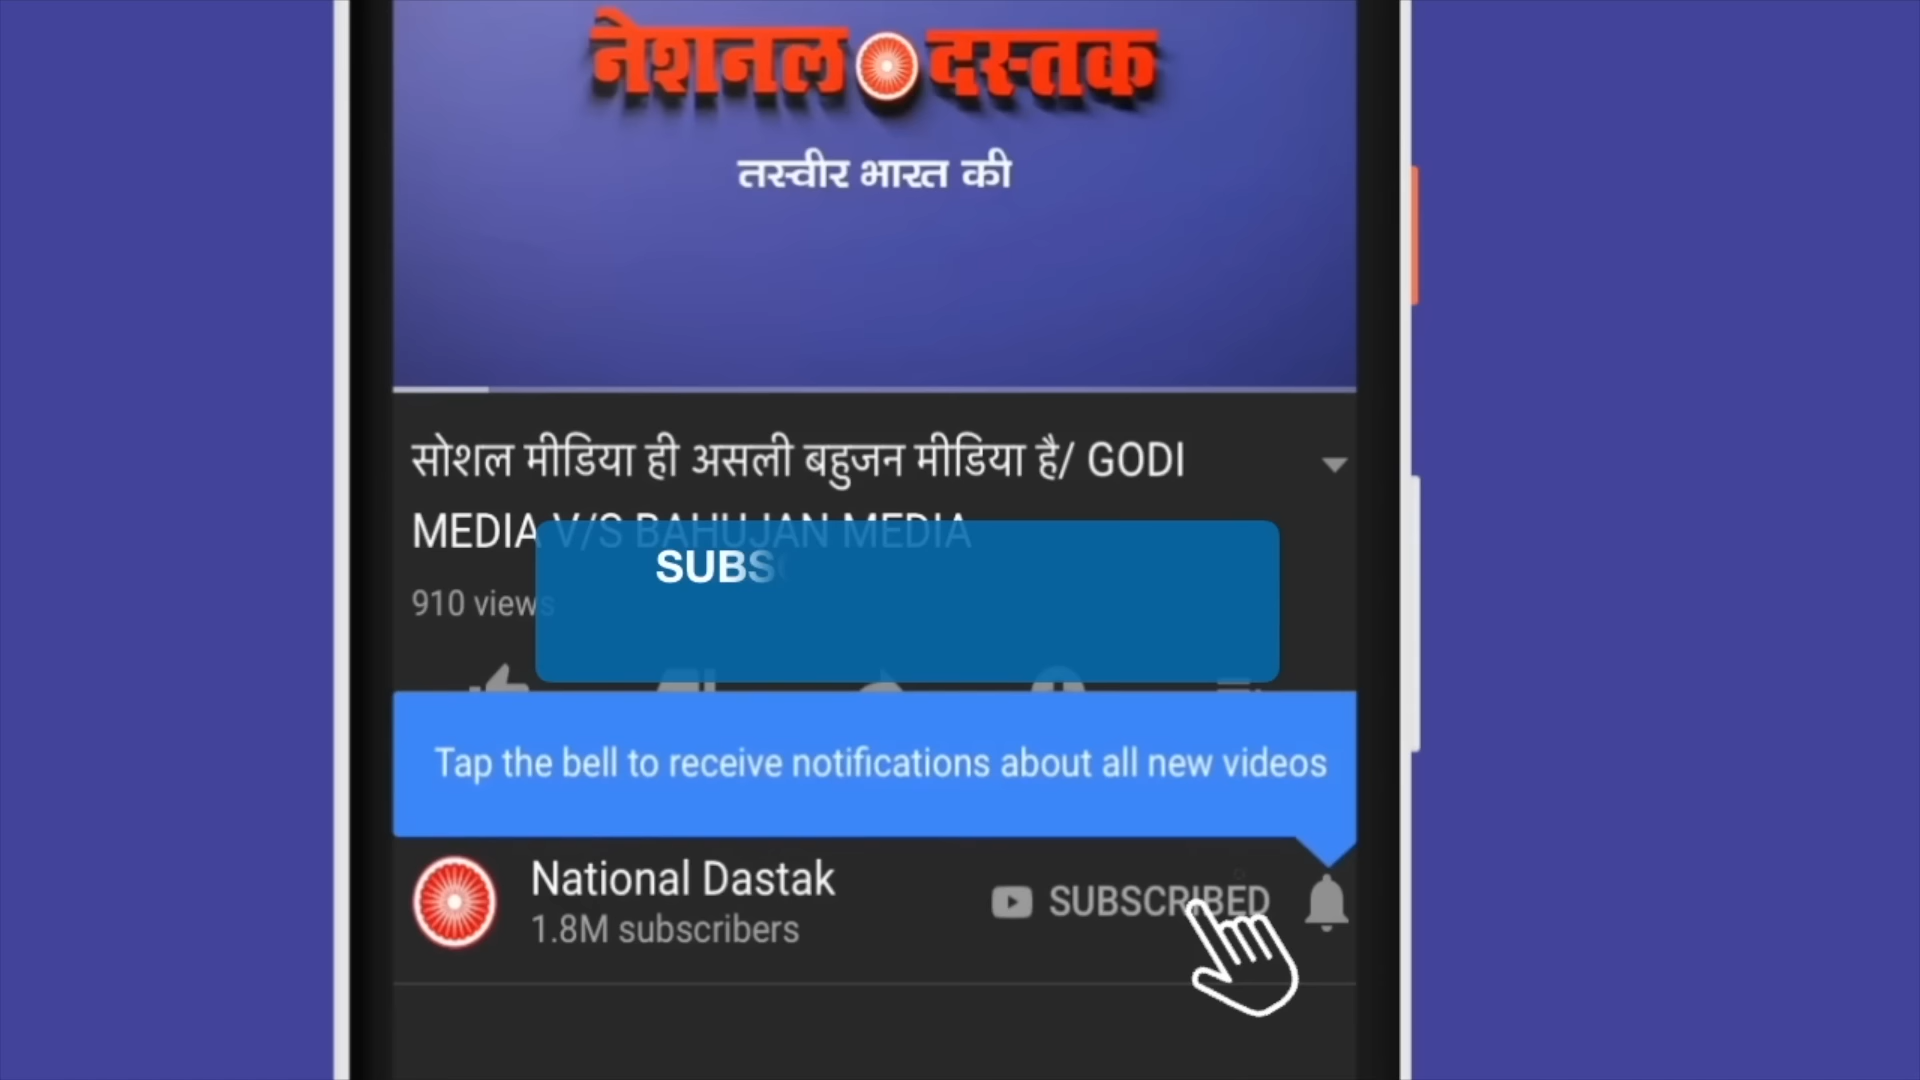 नेशनल दस्तक
तस्वीर भारत की
सोशल मीडिया ही असली बहुजन मीडिया है/ GODI
MEDIA V/S BAHUJAN MEDIA
SUBS
910 views
Tap the bell to receive notifications about all new videos
National Dastak
SUBSCRIBED
1.8M subscribers